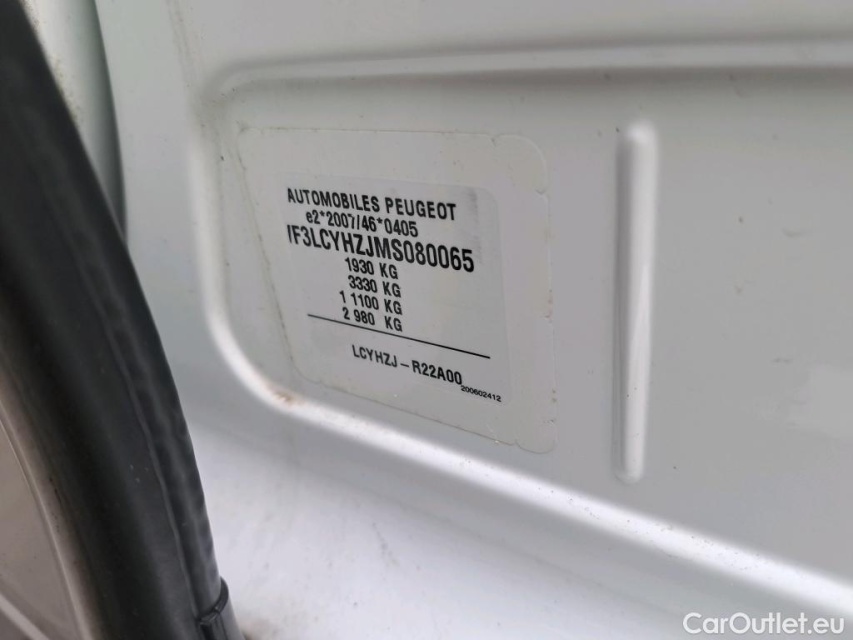 AUTOMOBILES PEUGEOT
e2*2007/46*0405
VF3LCYHZJMS080065
1930 KG
3330 KG
1 1100 KG
2 980 KG
LCYHZJ-R22A00
200602412
CarOutlet.eu